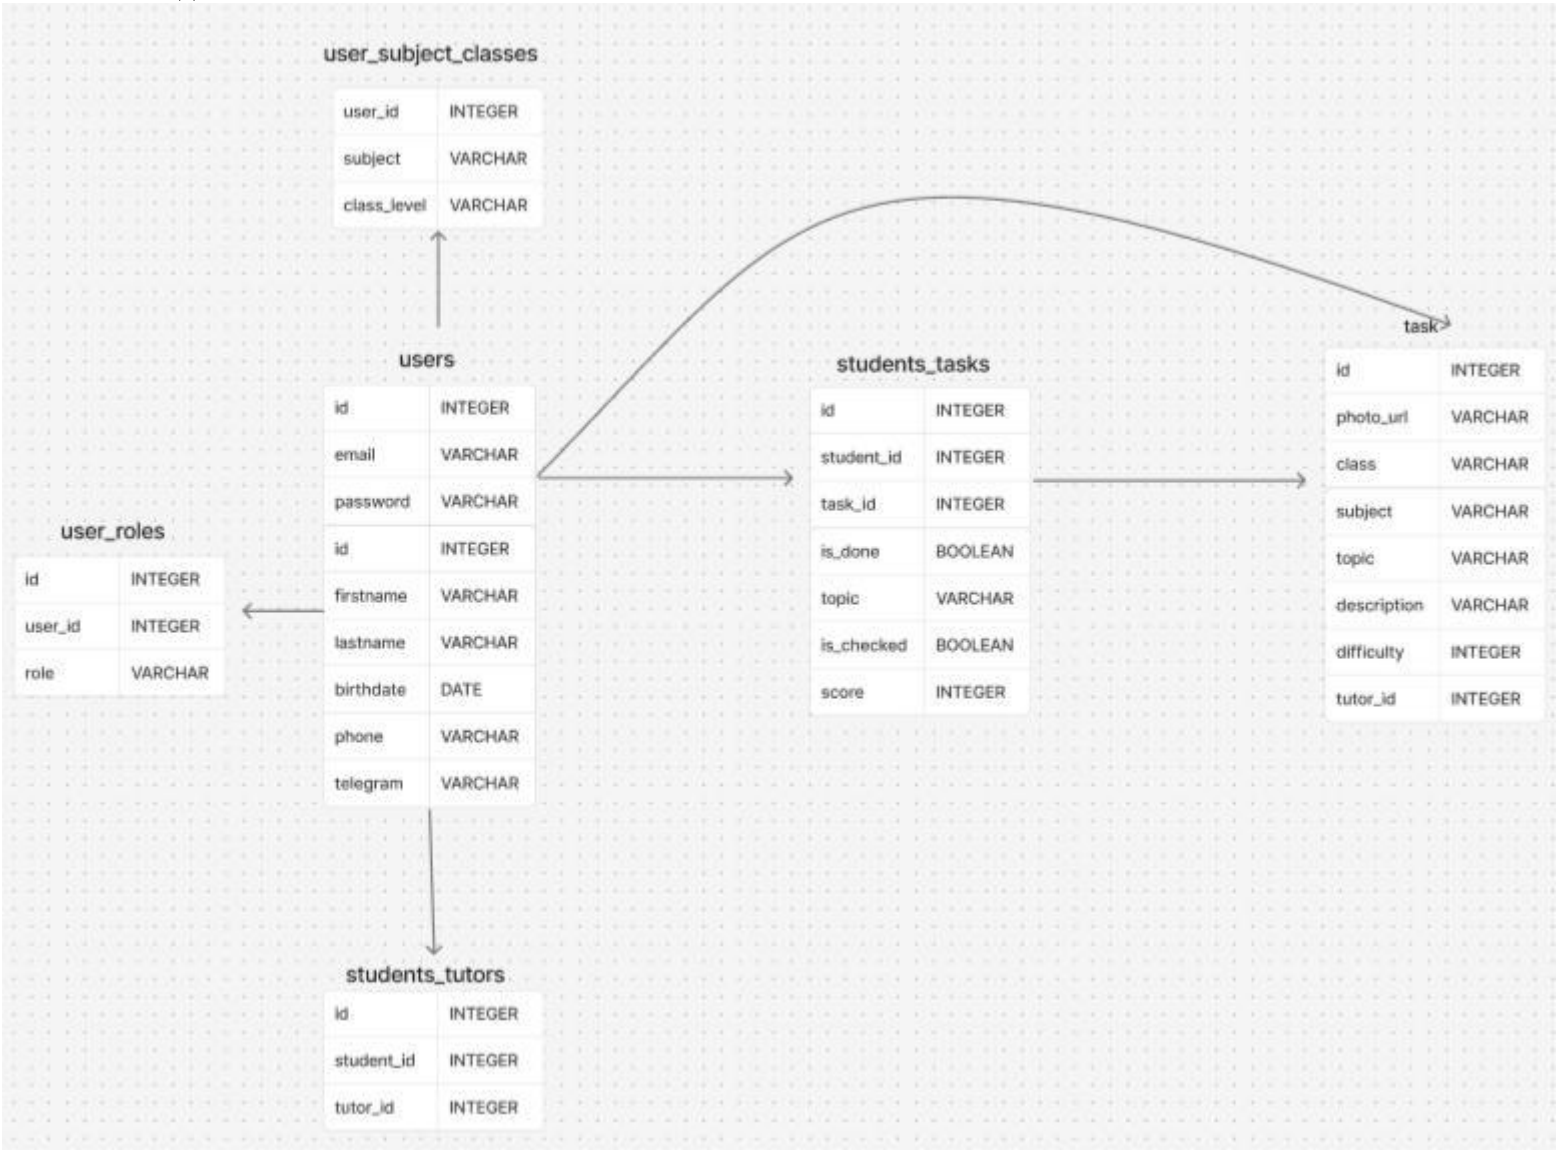 user_subject_classes
user_id INTEGER
subject VARCHAR
class_level VARCHAR
users
id INTEGER
email VARCHAR
password VARCHAR
id INTEGER
firstname VARCHAR
lastname VARCHAR
birthdate DATE
phone VARCHAR
telegram VARCHAR
user_roles
id INTEGER
user_id INTEGER
role VARCHAR
students_tasks
id INTEGER
student_id INTEGER
task_id INTEGER
is_done BOOLEAN
topic VARCHAR
is_checked BOOLEAN
score INTEGER
task
id INTEGER
photo_url VARCHAR
class VARCHAR
subject VARCHAR
topic VARCHAR
description VARCHAR
difficulty INTEGER
tutor_id INTEGER
students_tutors
id INTEGER
student_id INTEGER
tutor_id INTEGER